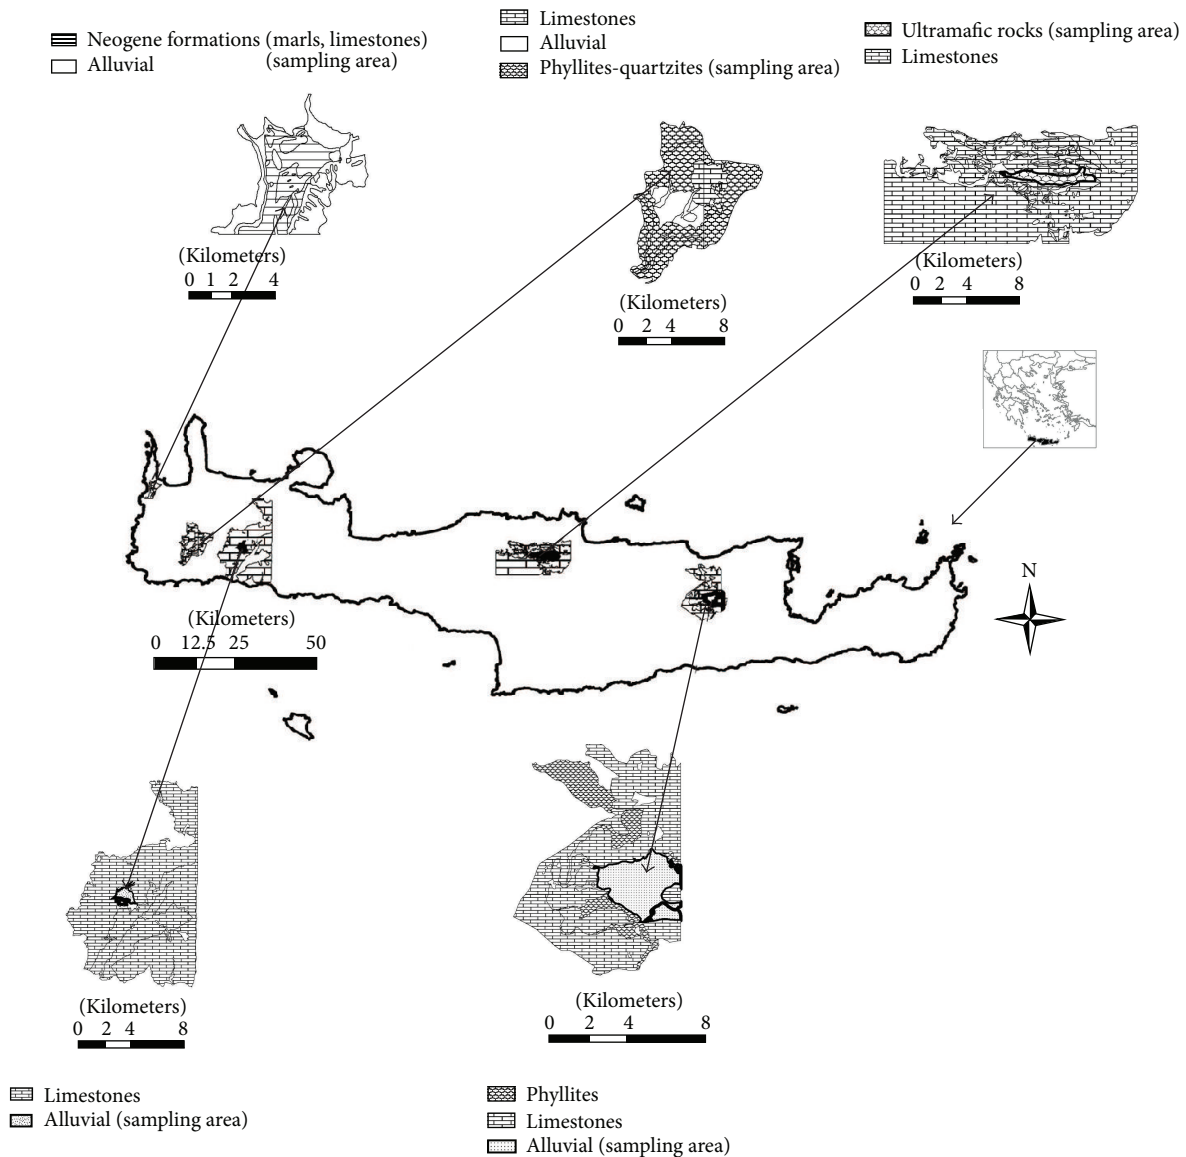 Neogene formations (marls, limestones)
(sampling area)
Alluvial
Limestones
Alluvial
Phyllites-quartzites (sampling area)
Ultramafic rocks (sampling area)
Limestones
(Kilometers)
0 1 2 4
(Kilometers)
0 2 4 8
(Kilometers)
0 2 4 8
N
(Kilometers)
0 12.5 25 50
(Kilometers)
0 2 4 8
(Kilometers)
0 2 4 8
Limestones
Alluvial (sampling area)
Phyllites
Limestones
Alluvial (sampling area)